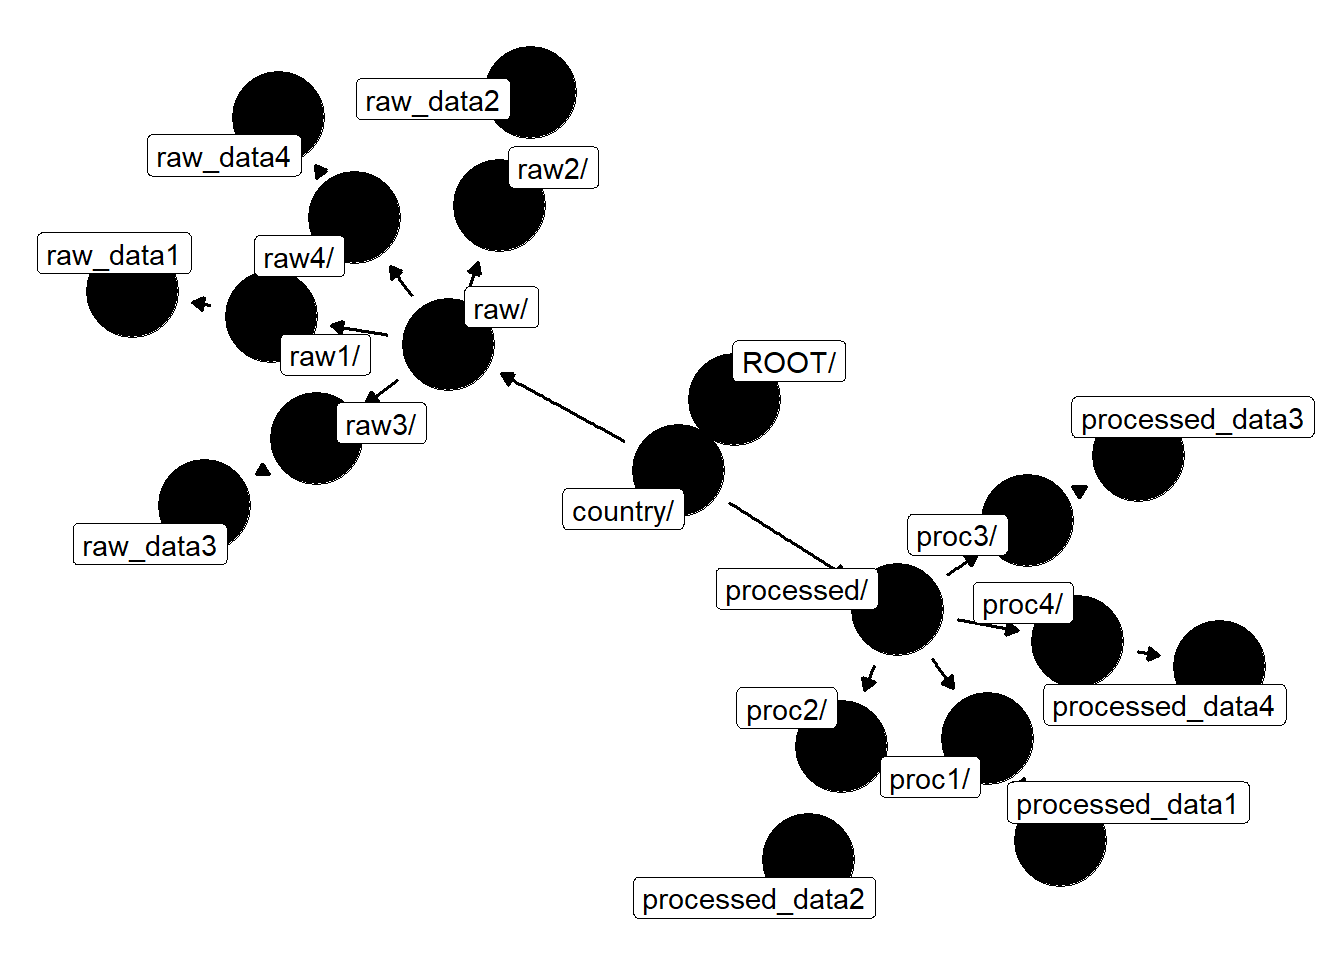 raw_data2
raw_data4
raw2/
raw_data1
raw4/
raw/
raw1/
ROOT/
raw3/
processed_data3
country/
proc3/
raw_data3
processed/
proc4/
proc2/
processed_data4
proc1/
processed_data1
processed_data2